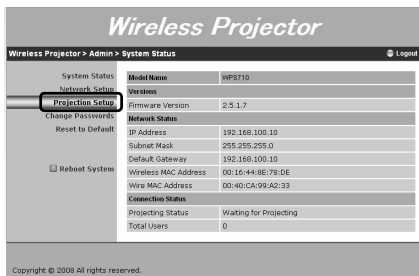 Wireless Projector
Wireless Projector > Admin > System Status
Logout
System Status
Network Setup
Projection Setup
Change Passwords
Reset to Default
Reboot System
Model Name WP8710
Versions
Firmware Version 2.5.1.7
Network Status
IP Address 192.168.100.10
Subnet Mask 255.255.255.0
Default Gateway 192.168.100.10
Wireless MAC Address 00:16:44:8E:78:DE
Wire MAC Address 00:40:CA:99:A2:33
Connection Status
Projecting Status Waiting for Projecting
Total Users 0
Copyright © 2008 All rights reserved.